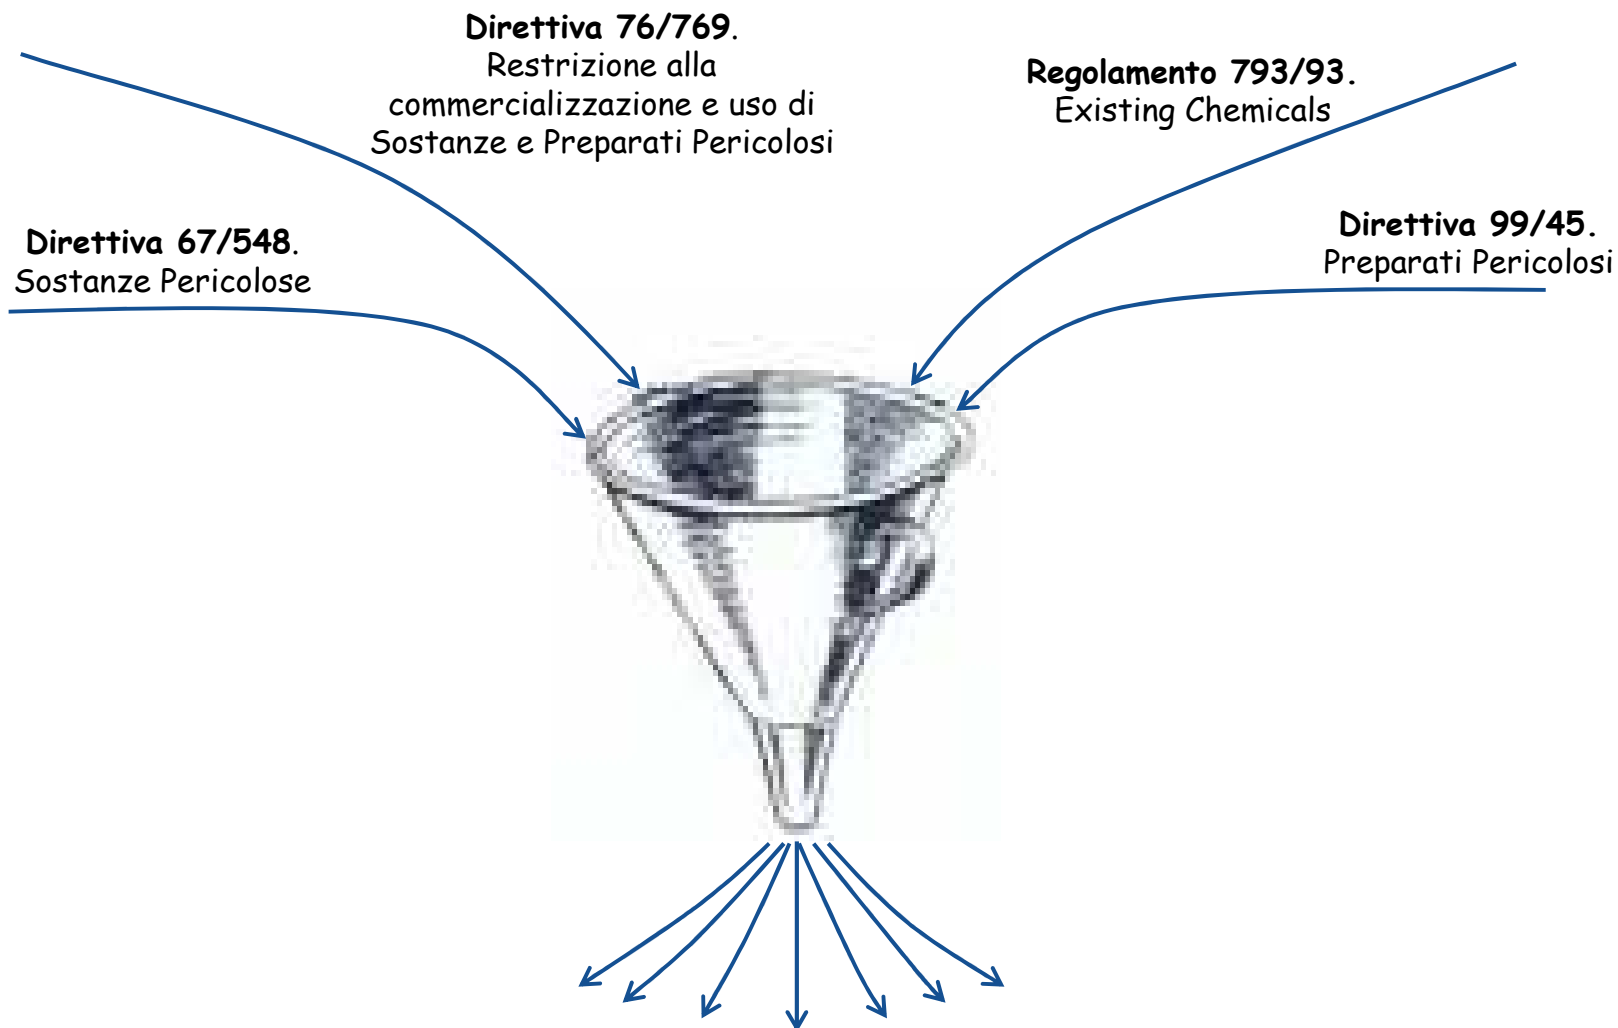 Direttiva 76/769.
Restrizione alla
commercializzazione e uso di
Sostanze e Preparati Pericolosi
Regolamento 793/93.
Existing Chemicals
Direttiva 67/548.
Sostanze Pericolose
Direttiva 99/45.
Preparati Pericolosi